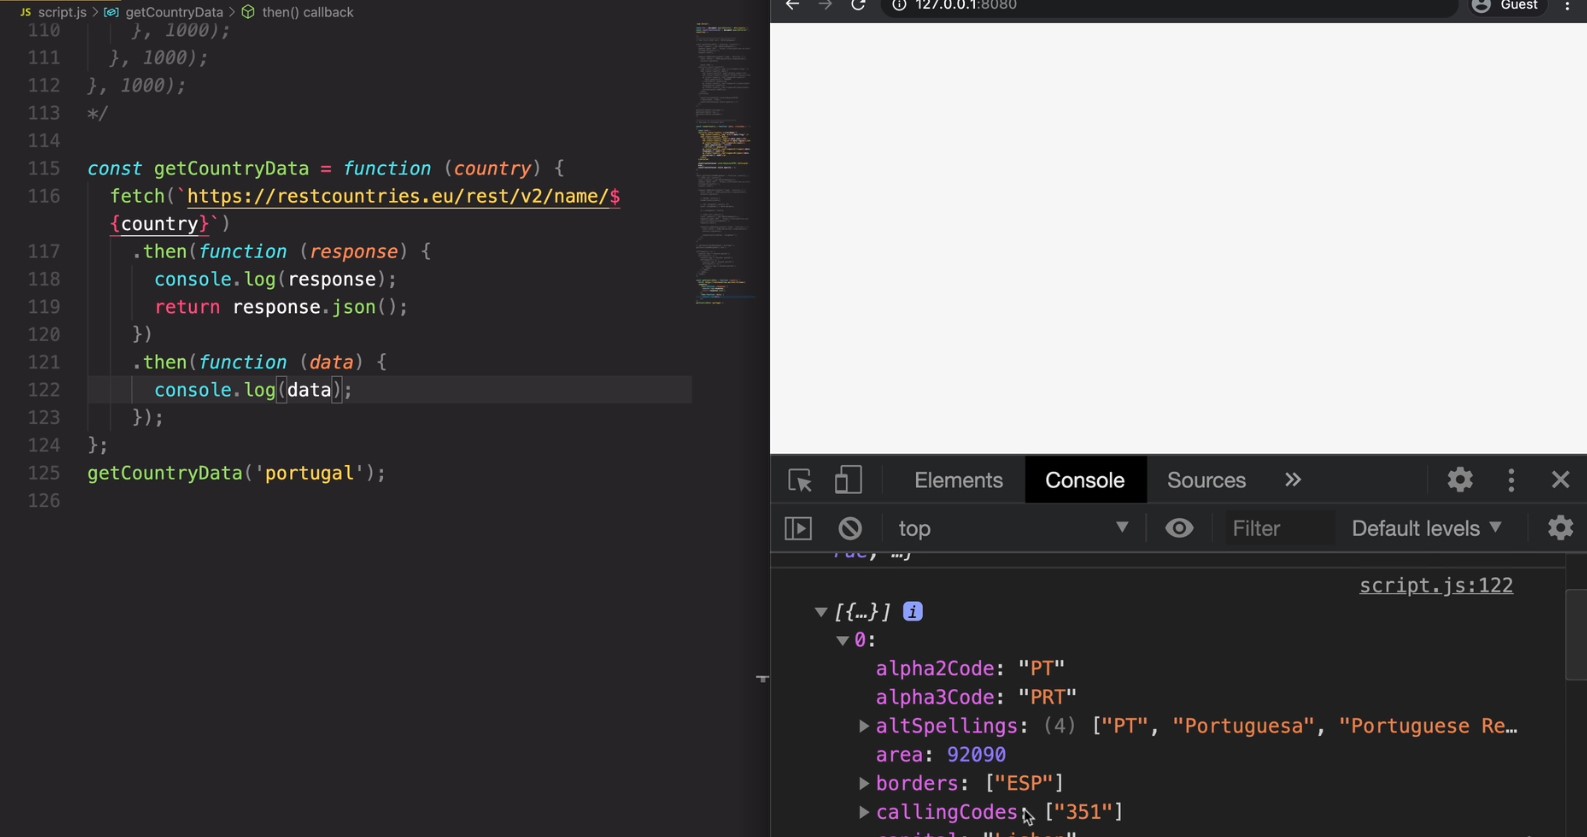 JS script.js > getCountryData > then() callback
110 }, 1000);
111 }, 1000);
112 }, 1000);
113 */
114
115 const getCountryData = function (country) {
116 fetch(`https://restcountries.eu/rest/v2/name/$
{country}`)
117 .then(function (response) {
118 console.log(response);
119 return response.json();
120 })
121 .then(function (data) {
122 console.log(data);
123 });
124 };
125 getCountryData('portugal');
126
127.0.0.1:8080 Guest
Elements Console Sources »
top Filter Default levels
script.js:122
[{…}] i
0:
alpha2Code: "PT"
alpha3Code: "PRT"
altSpellings: (4) ["PT", "Portuguesa", "Portuguese Re…
area: 92090
borders: ["ESP"]
callingCodes: ["351"]